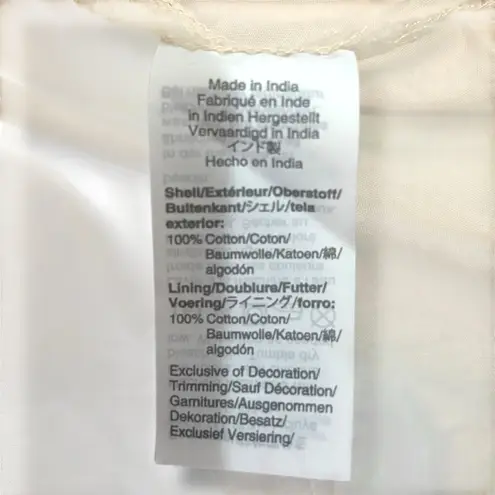 Made in India
Fabriqué en Inde
in Indien Hergestellt
Vervaardigd in India
インド製
Hecho en India
Shell/Extérieur/Oberstoff/
Buitenkant/シェル/tela
exterior:
100% Cotton/Coton/
Baumwolle/Katoen/綿/
algodón
Lining/Doublure/Futter/
Voering/ライニング/forro:
100% Cotton/Coton/
Baumwolle/Katoen/綿/
algodón
Exclusive of Decoration/
Trimming/Sauf Décoration/
Garnitures/Ausgenommen
Dekoration/Besatz/
Exclusief Versiering/